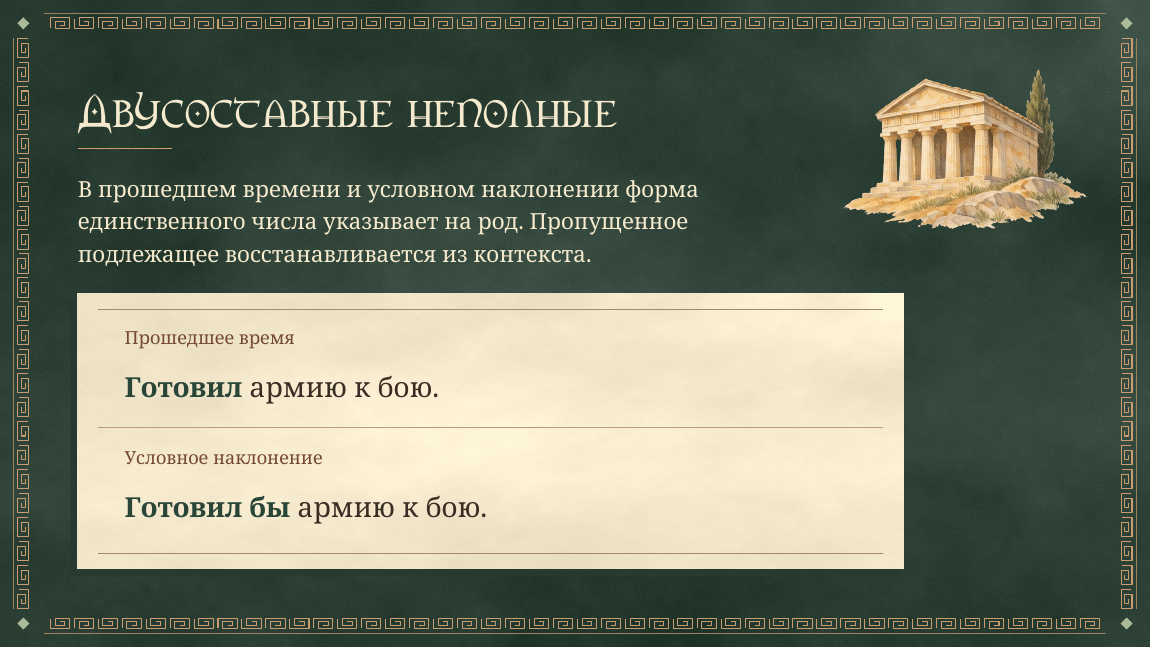 Двусоставные неполные
В прошедшем времени и условном наклонении форма
единственного числа указывает на род. Пропущенное
подлежащее восстанавливается из контекста.
Прошедшее время
Готовил армию к бою.
Условное наклонение
Готовил бы армию к бою.